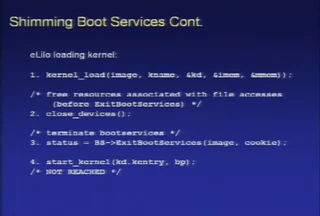 Shimming Boot Services Cont.
eLilo loading kernel:
1. kernel_load(image, kname, &kd, &imem, &mmem);
/* free resources associated with file accesses
(before ExitBootServices) */
2. close_devices();
/* terminate bootservices */
3. status = BS->ExitBootServices(image, cookie);
4. start_kernel(kd.kentry, bp);
/* NOT REACHED */